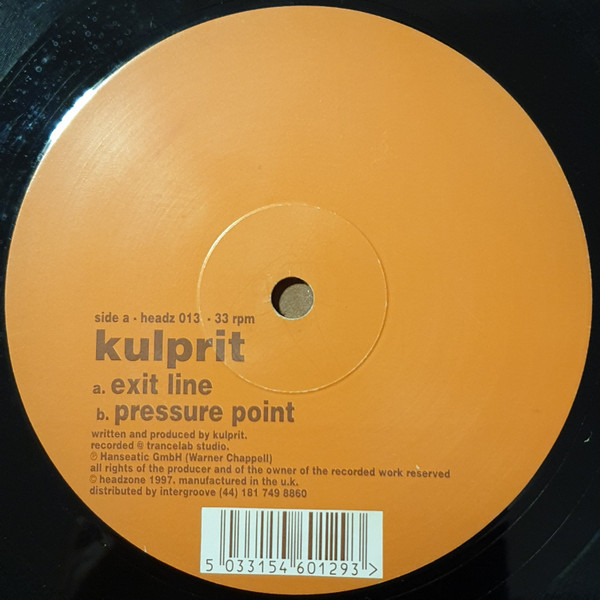 side a - headz 013 - 33 rpm
kulprit
a. exit line
b. pressure point
written and produced by kulprit.
recorded @ trancelab studio.
℗ Hanseatic GmbH (Warner Chappell)
all rights of the producer and of the owner of the recorded work reserved
© headzone 1997. manufactured in the u.k.
distributed by intergroove (44) 181 749 8860
5 033154 601293 >